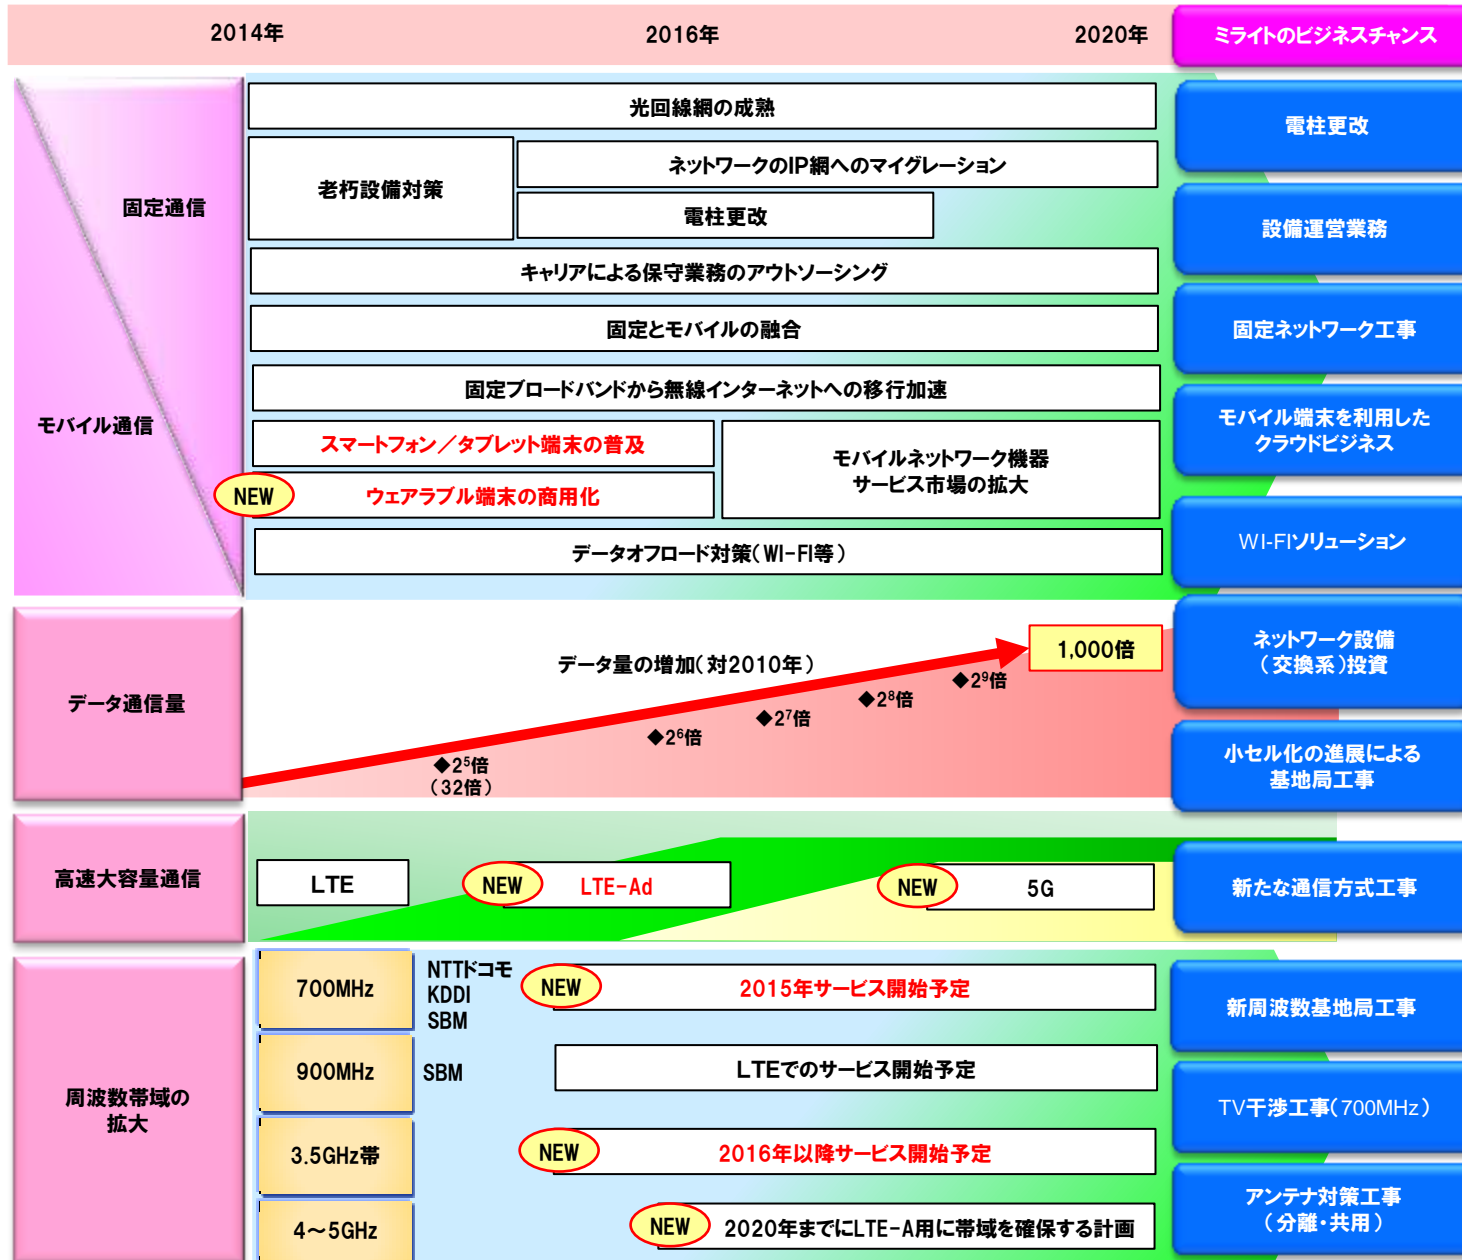 2014年
2016年
2020年
ミライトのビジネスチャンス
固定通信
モバイル通信
光回線網の成熟
老朽設備対策
ネットワークのIP網へのマイグレーション
電柱更改
キャリアによる保守業務のアウトソーシング
固定とモバイルの融合
固定ブロードバンドから無線インターネットへの移行加速
スマートフォン／タブレット端末の普及
NEW
ウェアラブル端末の商用化
モバイルネットワーク機器
サービス市場の拡大
データオフロード対策（WI-FI等）
電柱更改
設備運営業務
固定ネットワーク工事
モバイル端末を利用した
クラウドビジネス
WI-FIソリューション
データ通信量
データ量の増加（対2010年）
◆2⁵倍
（32倍）
◆2⁶倍
◆2⁷倍
◆2⁸倍
◆2⁹倍
1,000倍
ネットワーク設備
（交換系）投資
小セル化の進展による
基地局工事
高速大容量通信
LTE
NEW
LTE-Ad
NEW
5G
新たな通信方式工事
周波数帯域の
拡大
700MHz
NTTドコモ
KDDI
SBM
NEW
2015年サービス開始予定
900MHz
SBM
LTEでのサービス開始予定
3.5GHz帯
NEW
2016年以降サービス開始予定
4～5GHz
NEW
2020年までにLTE-A用に帯域を確保する計画
新周波数基地局工事
TV干渉工事（700MHz）
アンテナ対策工事
（分離・共用）